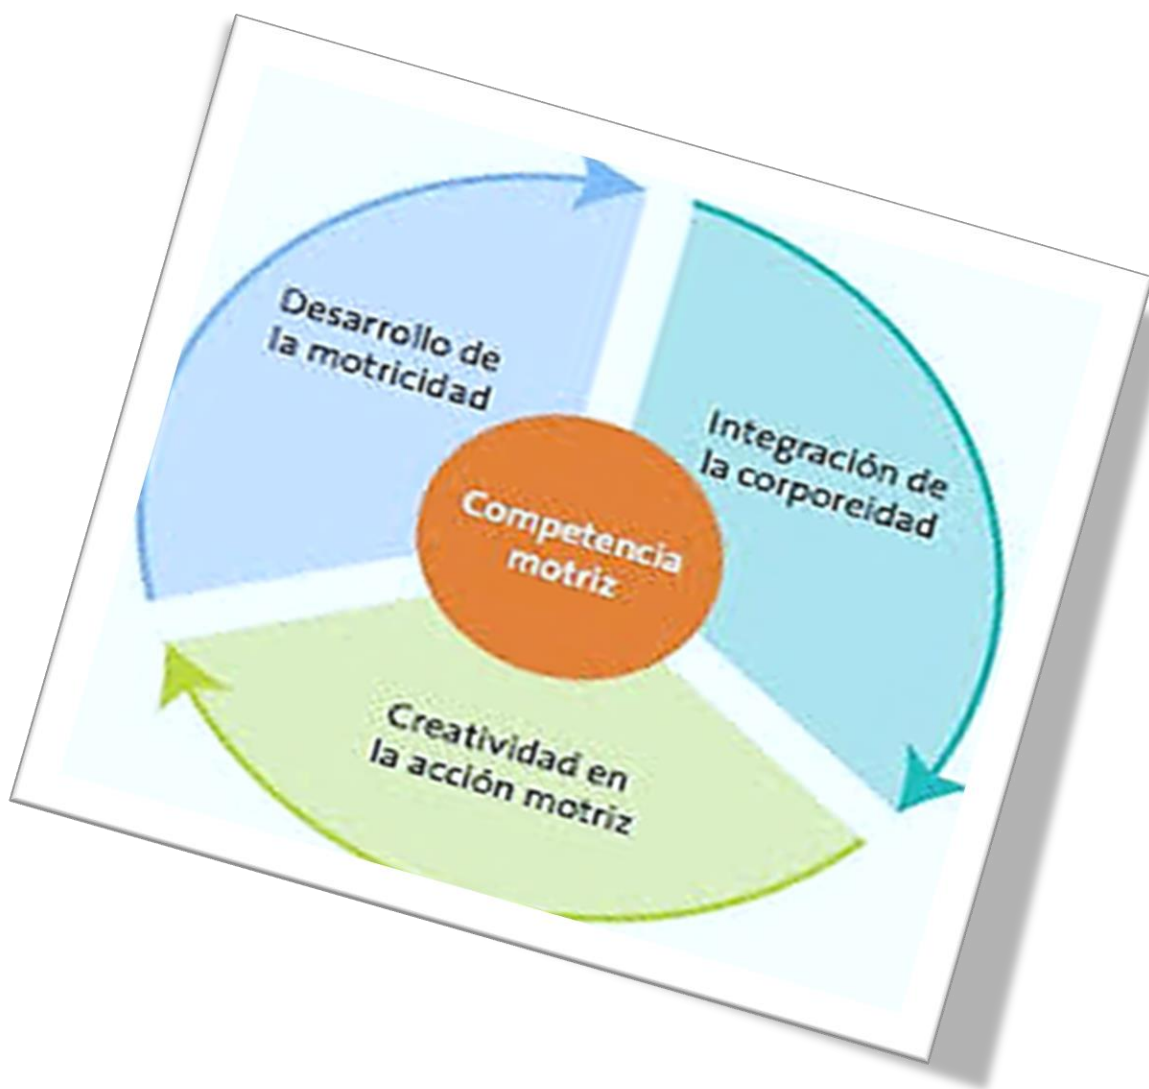 Desarrollo de
la motricidad
Integración de
la corporeidad
Competencia
motriz
Creatividad en
la acción motriz